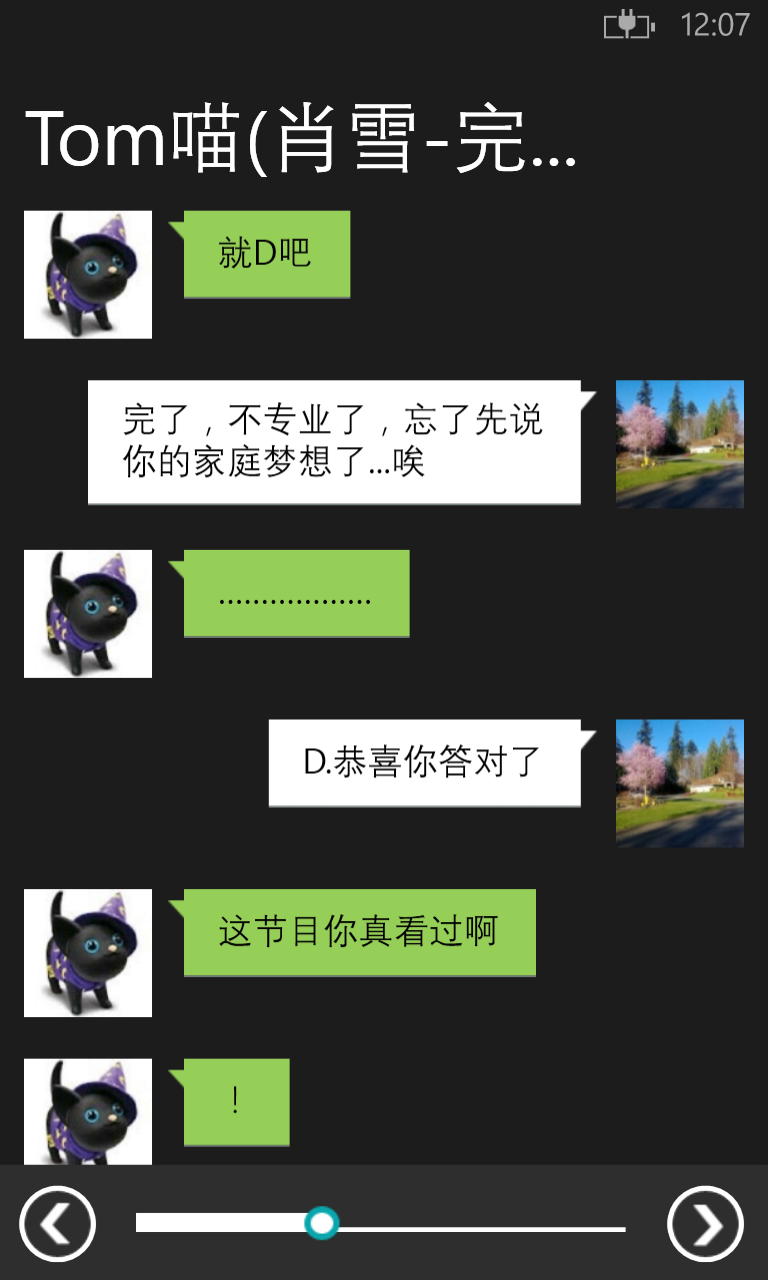 12:07
Tom喵(肖雪-完...
就D吧
完了，不专业了，忘了先说
你的家庭梦想了...唉
..................
D.恭喜你答对了
这节目你真看过啊
！